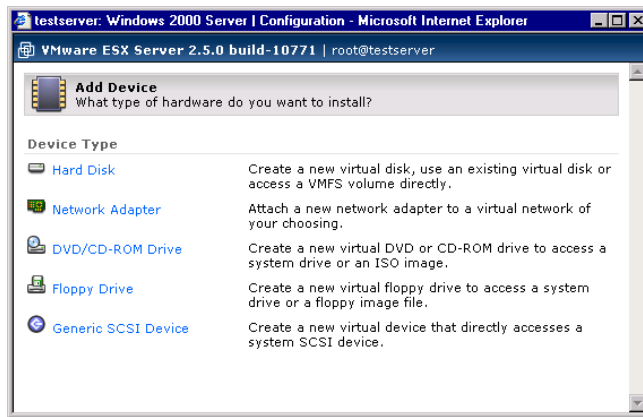 testserver: Windows 2000 Server | Configuration - Microsoft Internet Explorer
VMware ESX Server 2.5.0 build-10771 | root@testserver
Add Device
What type of hardware do you want to install?
Device Type
Hard Disk
Create a new virtual disk, use an existing virtual disk or
access a VMFS volume directly.
Network Adapter
Attach a new network adapter to a virtual network of
your choosing.
DVD/CD-ROM Drive
Create a new virtual DVD or CD-ROM drive to access a
system drive or an ISO image.
Floppy Drive
Create a new virtual floppy drive to access a system
drive or a floppy image file.
Generic SCSI Device
Create a new virtual device that directly accesses a
system SCSI device.